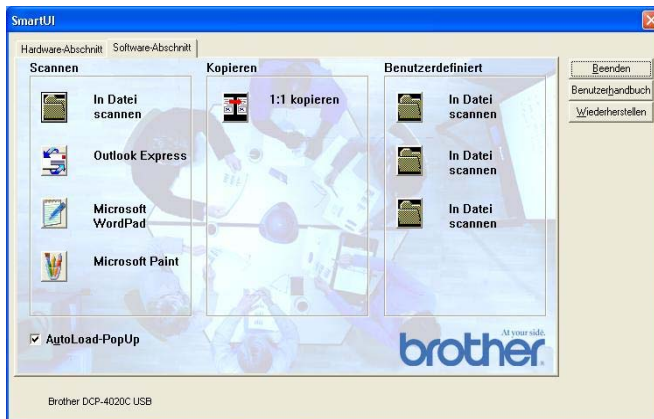 SmartUI
Hardware-Abschnitt Software-Abschnitt
Scannen Kopieren Benutzerdefiniert
Beenden
Benutzerhandbuch
Wiederherstellen
In Datei
scannen
1:1 kopieren
In Datei
scannen
Outlook Express
In Datei
scannen
Microsoft
WordPad
In Datei
scannen
Microsoft Paint
AutoLoad-PopUp
At your side.
brother
Brother DCP-4020C USB